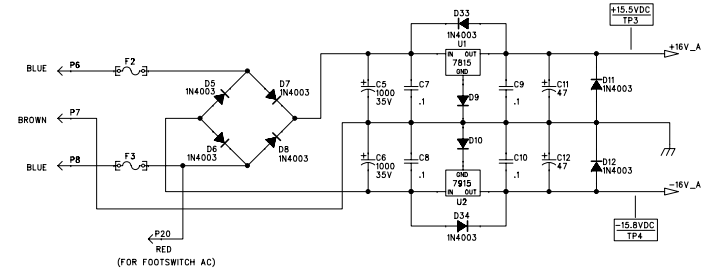 D33
1N4003
+15.5VDC
TP3
U1
IN OUT
7815
GND
+16V_A
BLUE
P6
F2
D5
1N4003
D7
1N4003
+
C5
1000
35V
C7
.1
D9
C9
.1
+
C11
47
D11
1N4003
BROWN
P7
D6
1N4003
D8
1N4003
D10
BLUE
P8
F3
+
C6
1000
35V
C8
.1
GND
7915
IN OUT
U2
C10
.1
+
C12
47
D12
1N4003
-16V_A
D34
1N4003
-15.8VDC
TP4
P20
RED
(FOR FOOTSWITCH AC)